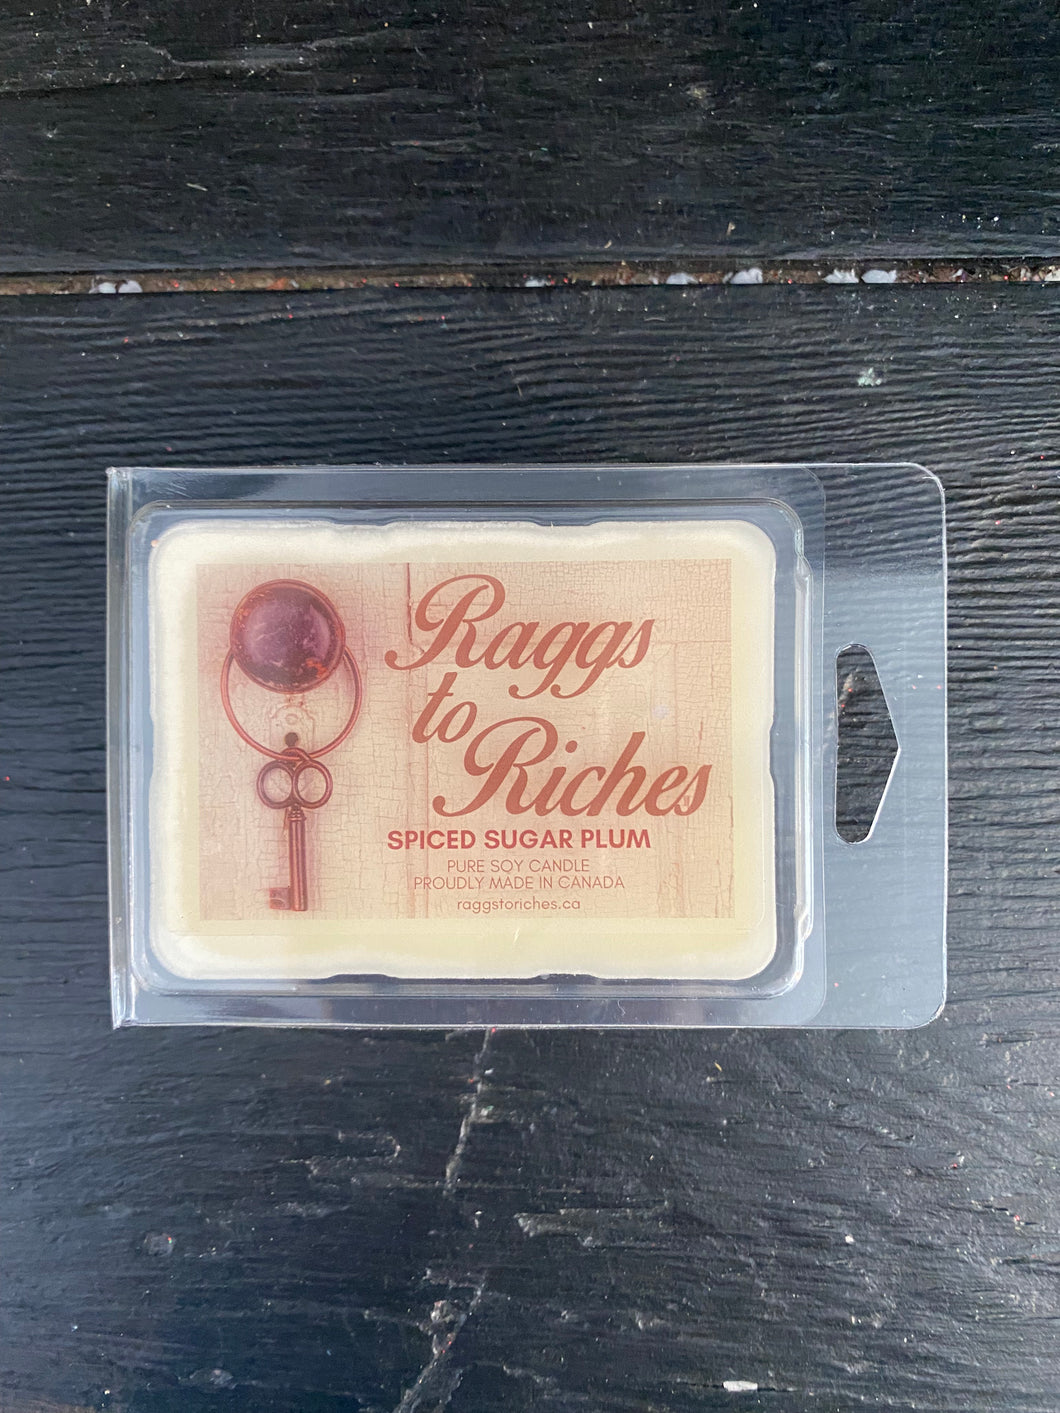 Raggs
to
Riches
SPICED SUGAR PLUM
PURE SOY CANDLE
PROUDLY MADE IN CANADA
raggstoriches.ca